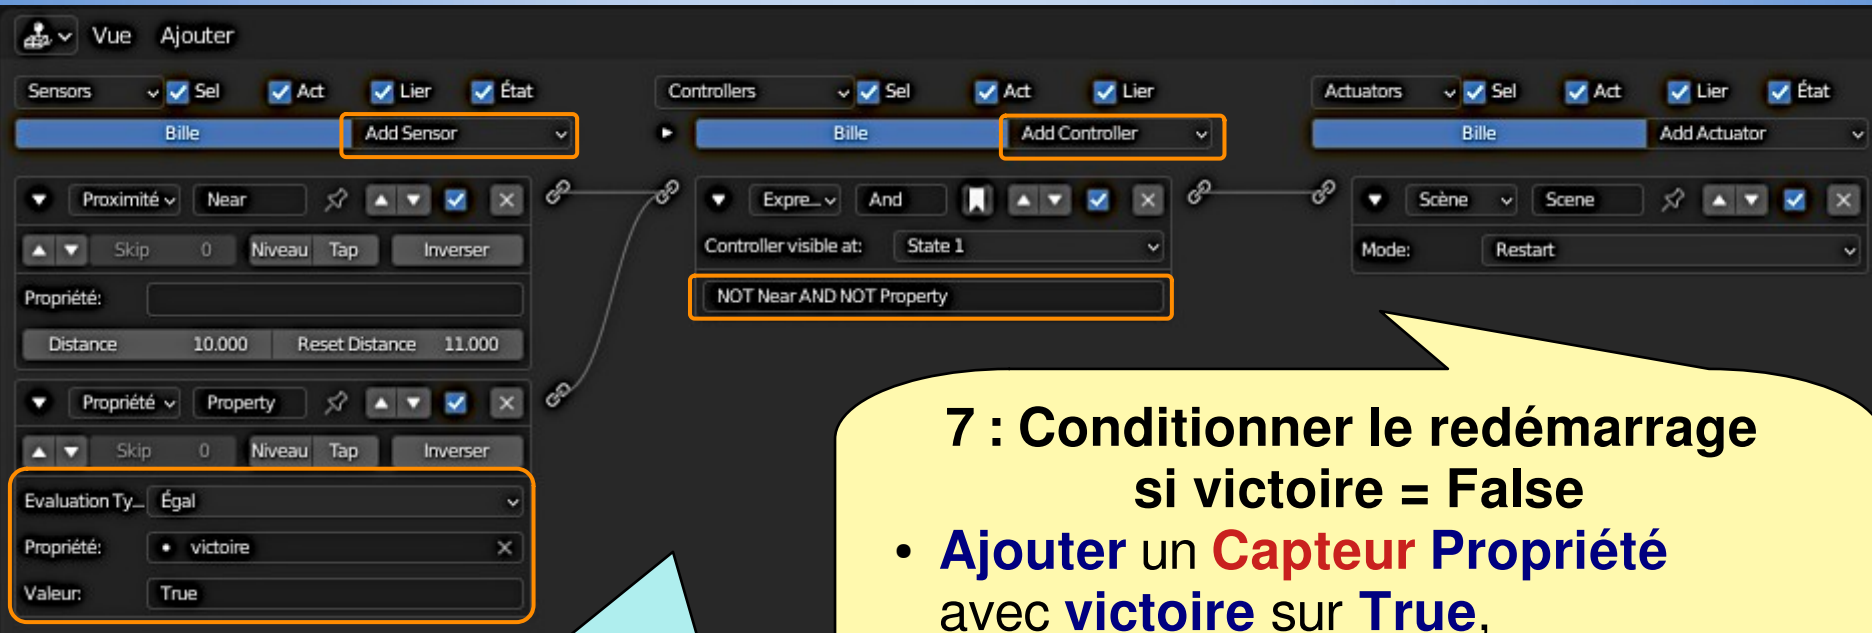 Vue Ajouter
Sensors Sel Act Lier État Controllers Sel Act Lier Actuators Sel Act Lier État
Bille Add Sensor Bille Add Controller Bille Add Actuator
Proximité Near Expre... And Scène Scene
Skip 0 Niveau Tap Inverser Controller visible at: State 1 Mode: Restart
Propriété: NOT Near AND NOT Property
Distance 10.000 Reset Distance 11.000
Propriété Property
Skip 0 Niveau Tap Inverser
Evaluation Ty... Égal
Propriété: victoire
Valeur: True
7 : Conditionner le redémarrage
si victoire = False
• Ajouter un Capteur Propriété
avec victoire sur True,